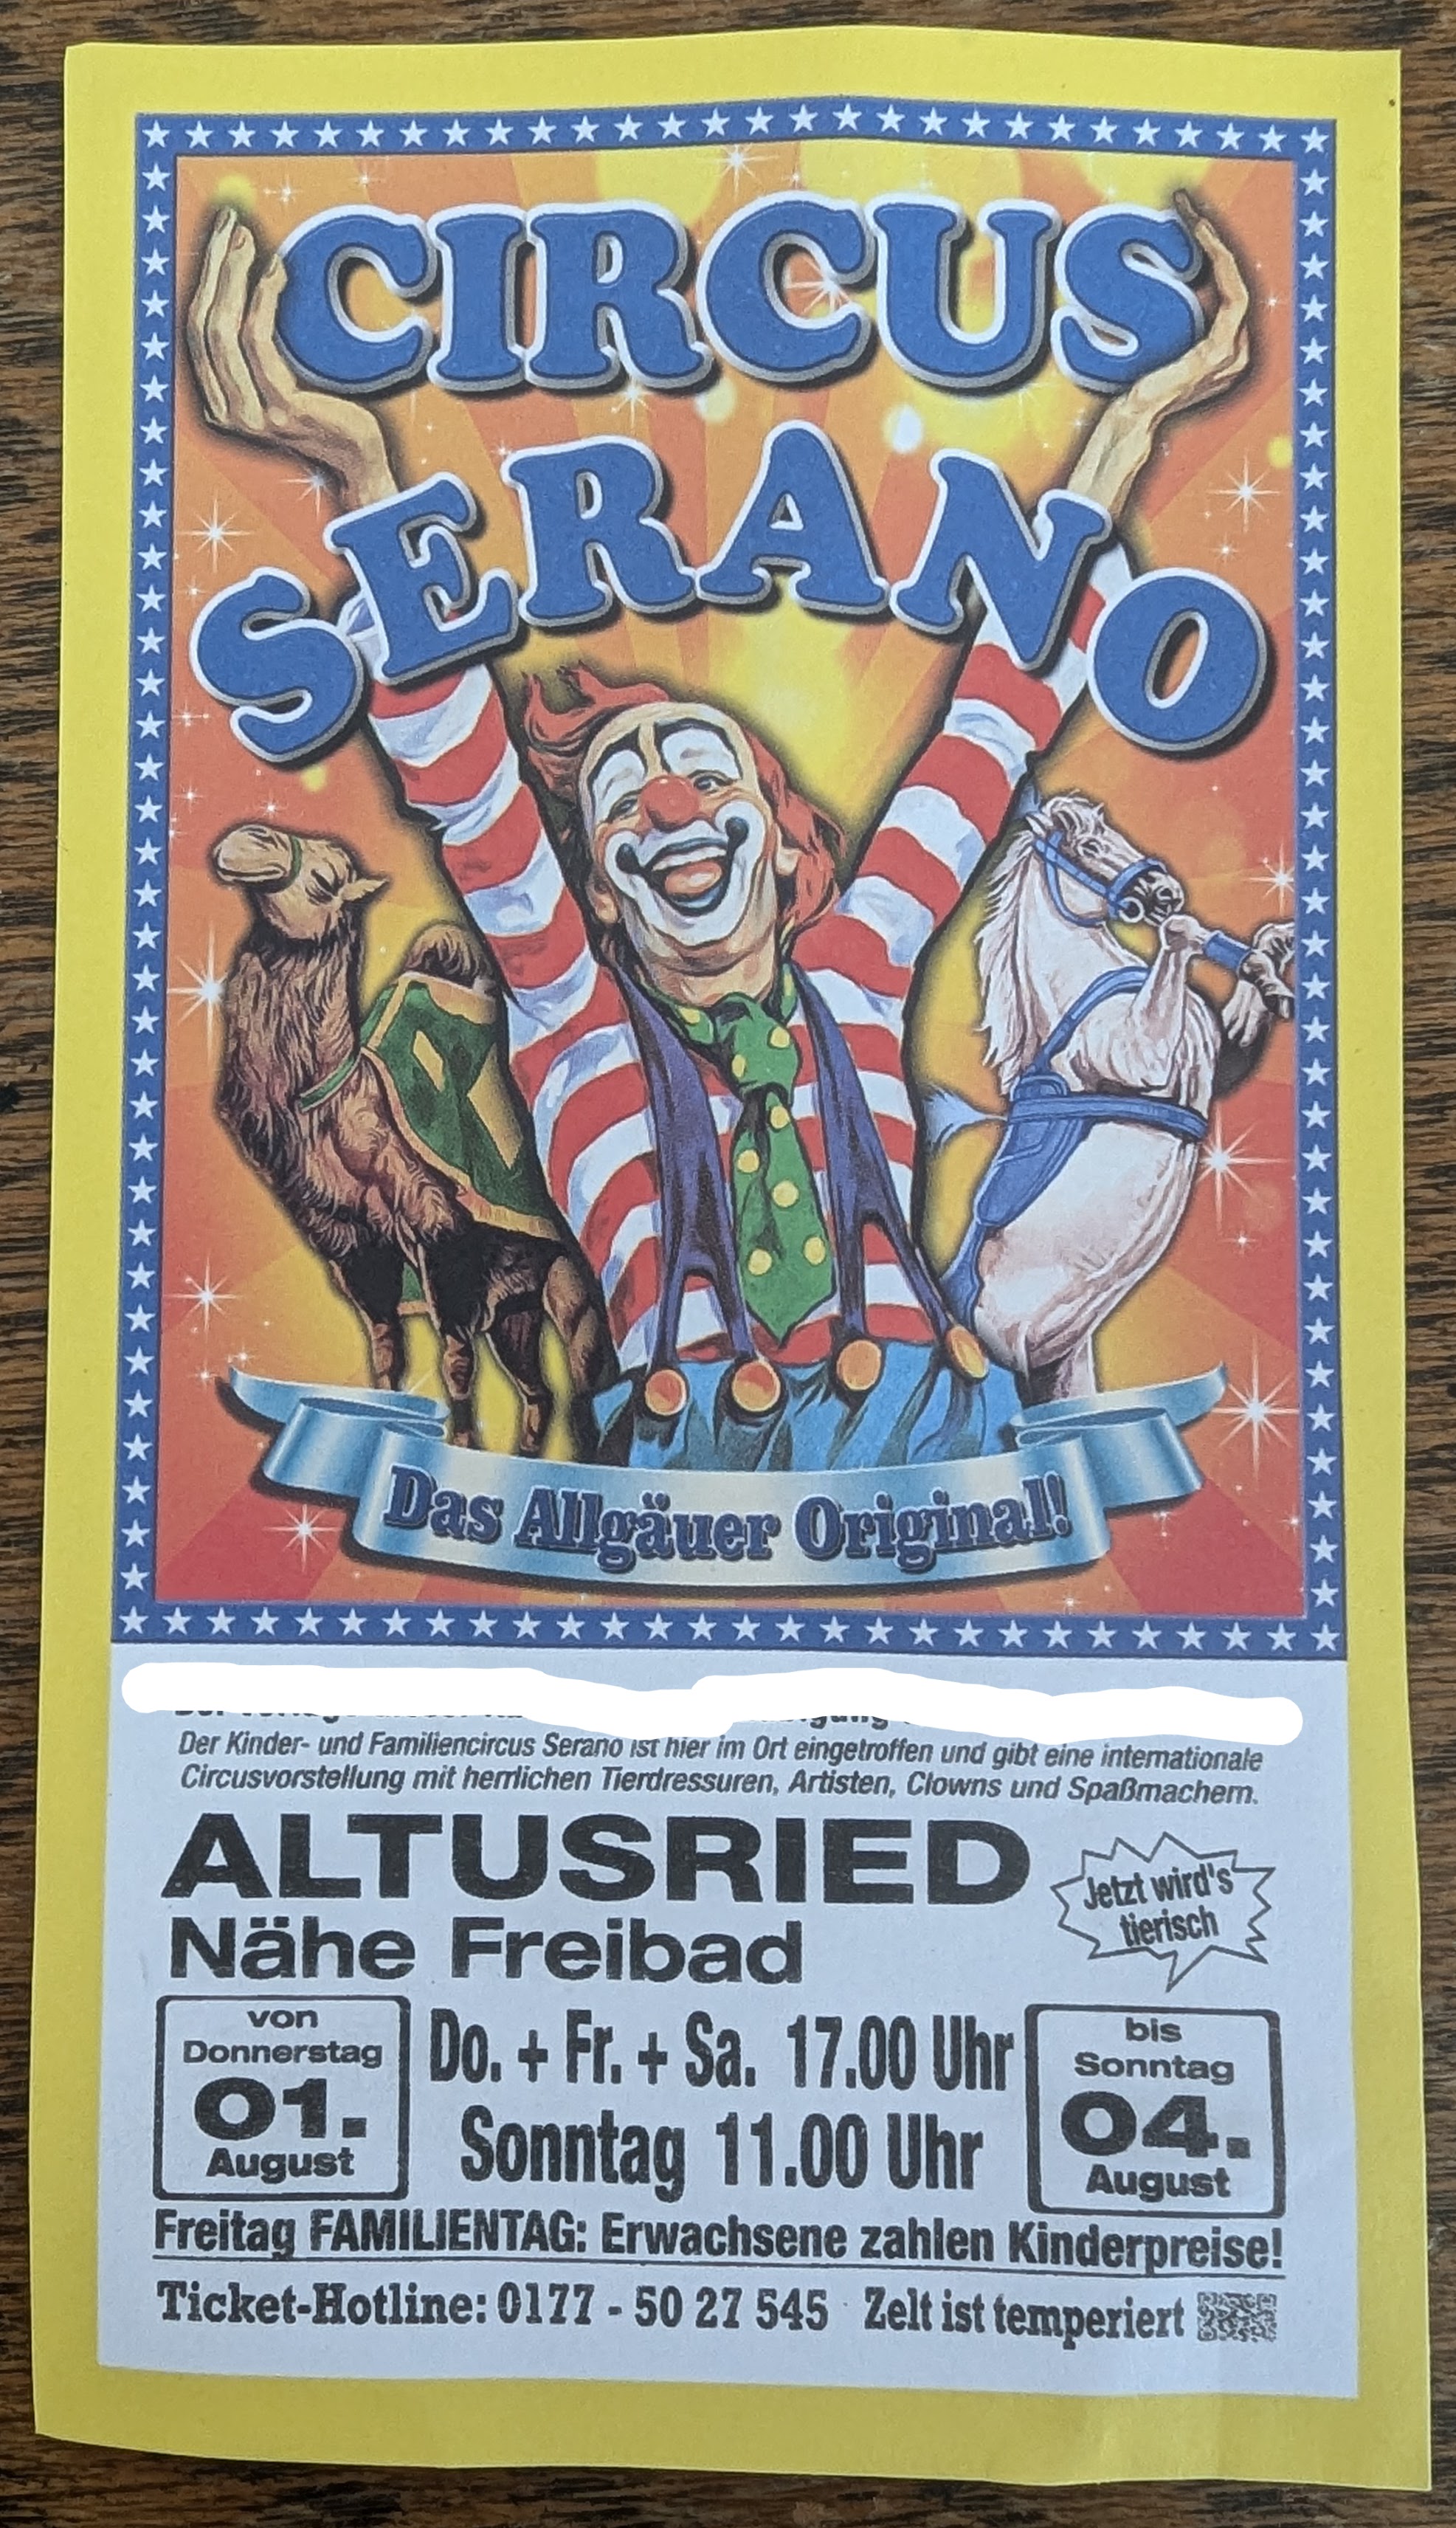 CIRCUS
SERANO
Das Allgäuer Original!
Der Kinder- und Familiencircus Serano ist hier im Ort eingetroffen und gibt eine internationale
Circusvorstellung mit herrlichen Tierdressuren, Artisten, Clowns und Spaßmachern.
ALTUSRIED
Nähe Freibad
Jetzt wird's
tierisch
von
Donnerstag
01.
August
Do. + Fr. + Sa. 17.00 Uhr
Sonntag 11.00 Uhr
bis
Sonntag
04.
August
Freitag FAMILIENTAG: Erwachsene zahlen Kinderpreise!
Ticket-Hotline: 0177 - 50 27 545 Zelt ist temperiert